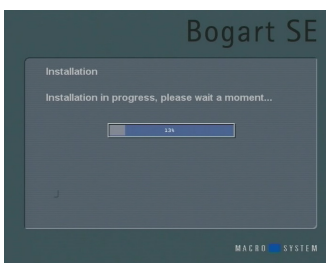 Bogart SE
Installation
Installation in progress, please wait a moment...
13%
MACRO SYSTEM